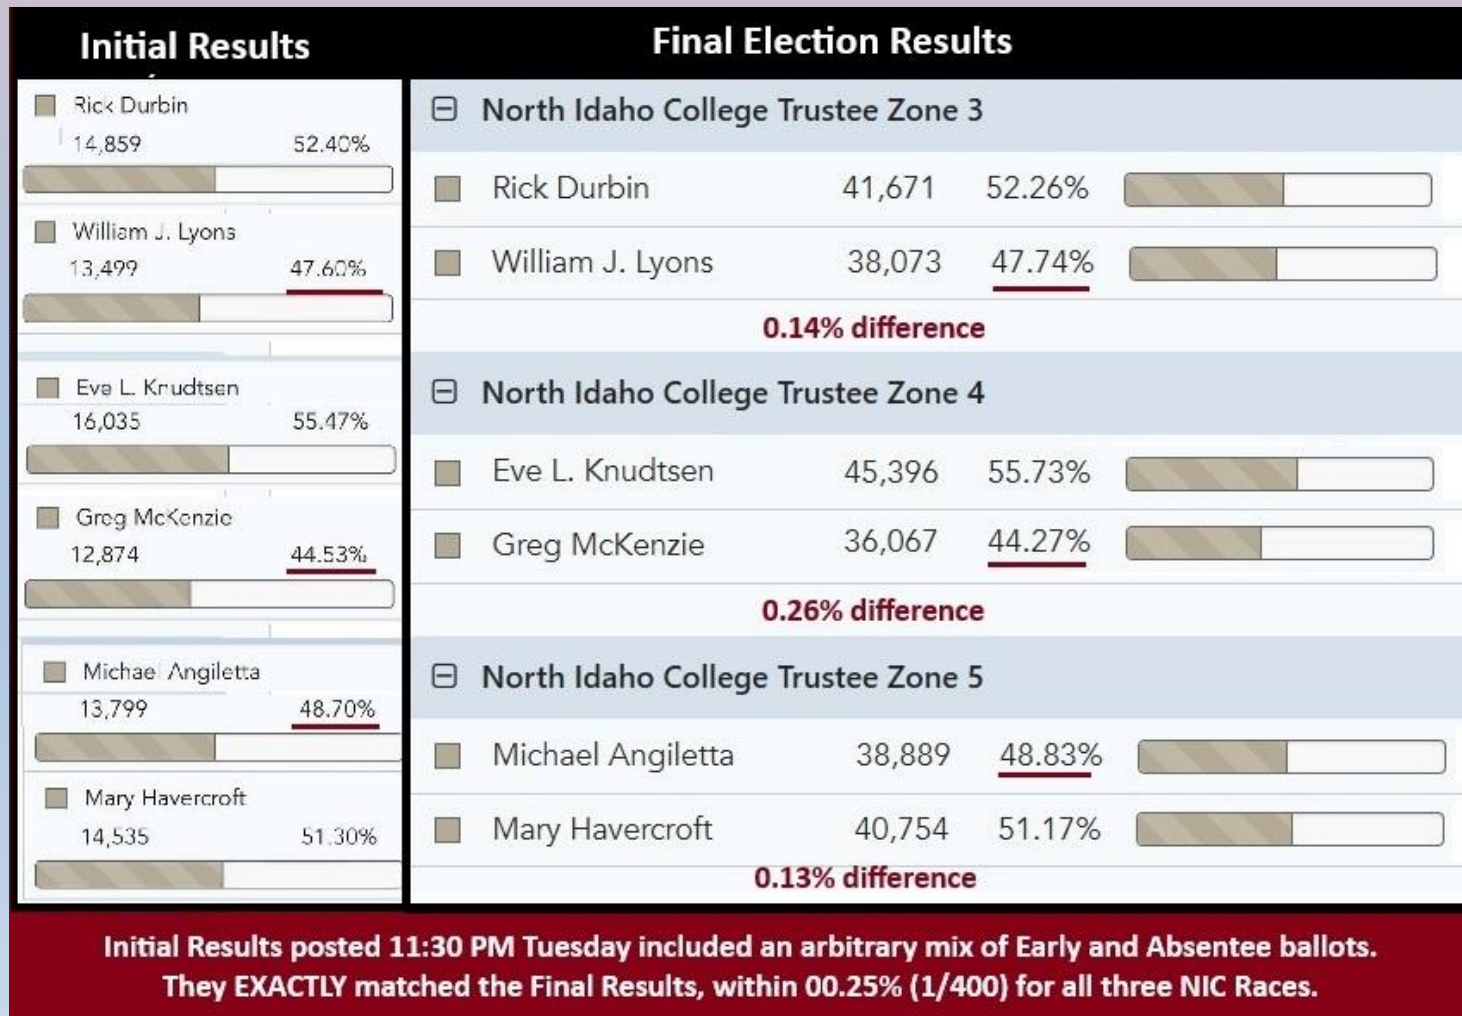 Initial Results
Final Election Results
Rick Durbin
14,859 52.40%
William J. Lyons
13,499 47.60%
Eve L. Knudtsen
16,035 55.47%
Greg McKenzie
12,874 44.53%
Michael Angiletta
13,799 48.70%
Mary Havercroft
14,535 51.30%
North Idaho College Trustee Zone 3
Rick Durbin 41,671 52.26%
William J. Lyons 38,073 47.74%
0.14% difference
North Idaho College Trustee Zone 4
Eve L. Knudtsen 45,396 55.73%
Greg McKenzie 36,067 44.27%
0.26% difference
North Idaho College Trustee Zone 5
Michael Angiletta 38,889 48.83%
Mary Havercroft 40,754 51.17%
0.13% difference
Initial Results posted 11:30 PM Tuesday included an arbitrary mix of Early and Absentee ballots.
They EXACTLY matched the Final Results, within 00.25% (1/400) for all three NIC Races.